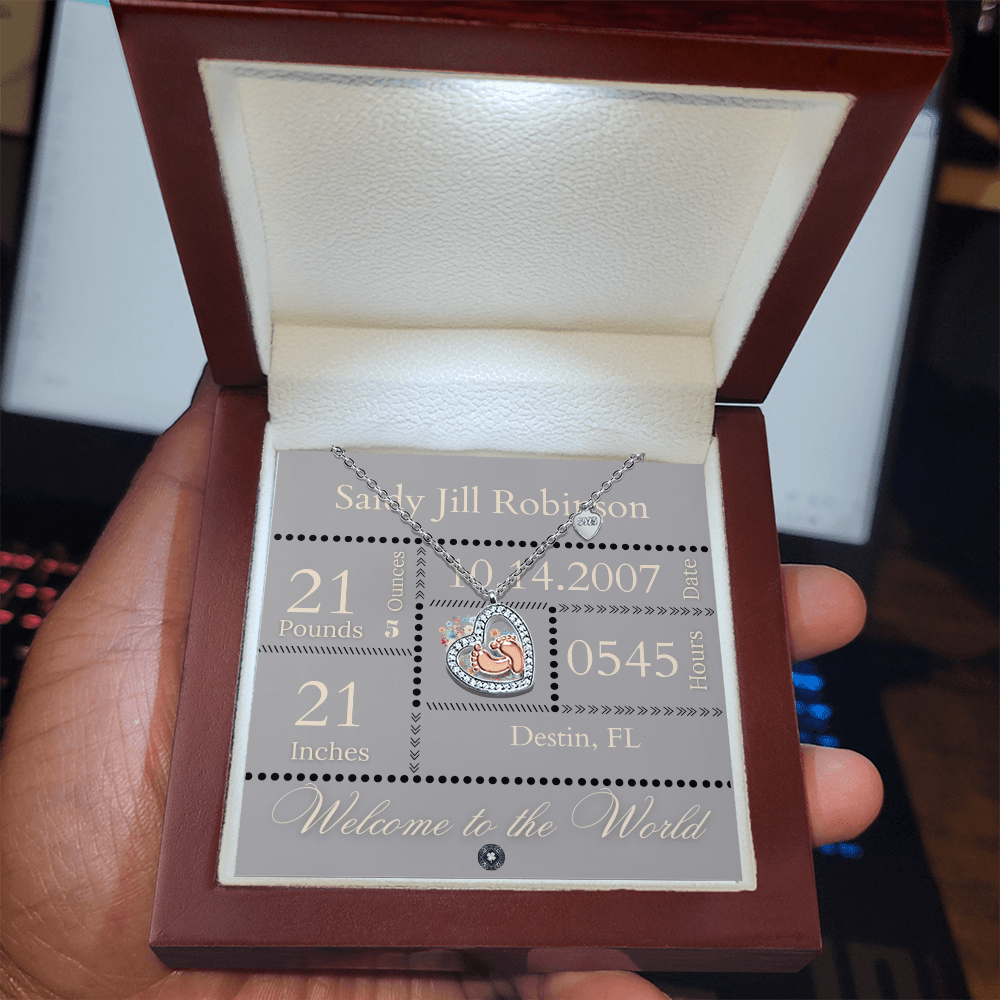 Saidy Jill Robinson
21
Pounds
5 Ounces
10.14.2007
Date
0545
Hours
21
Inches
Destin, FL
Welcome to the World